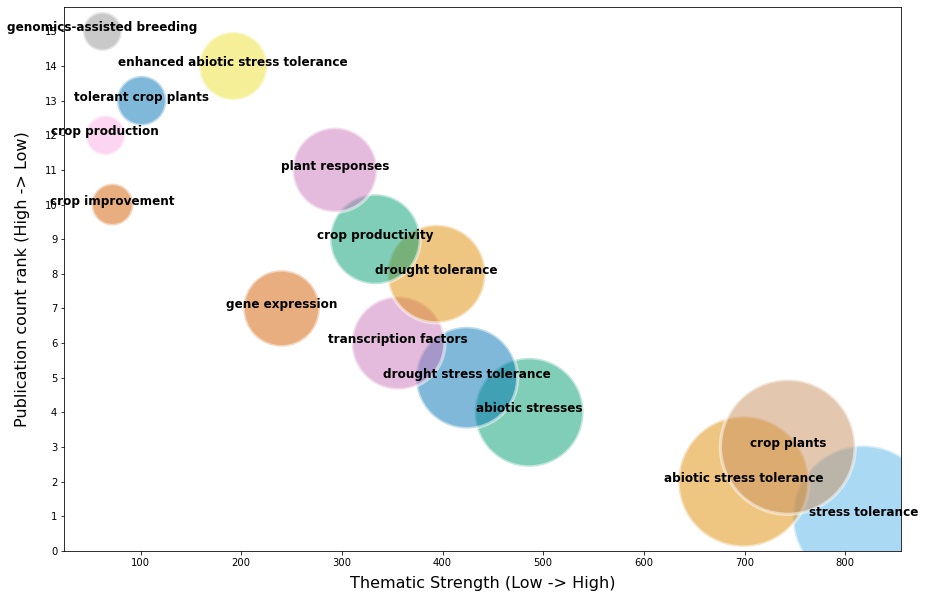 genomics-assisted breeding
15
14
enhanced abiotic stress tolerance
13
tolerant crop plants
12
crop production
11
plant responses
10
crop improvement
9
crop productivity
8
drought tolerance
7
gene expression
6
transcription factors
5
drought stress tolerance
4
abiotic stresses
3
crop plants
2
abiotic stress tolerance
1
stress tolerance
0
Publication count rank (High -> Low)
100 200 300 400 500 600 700 800
Thematic Strength (Low -> High)